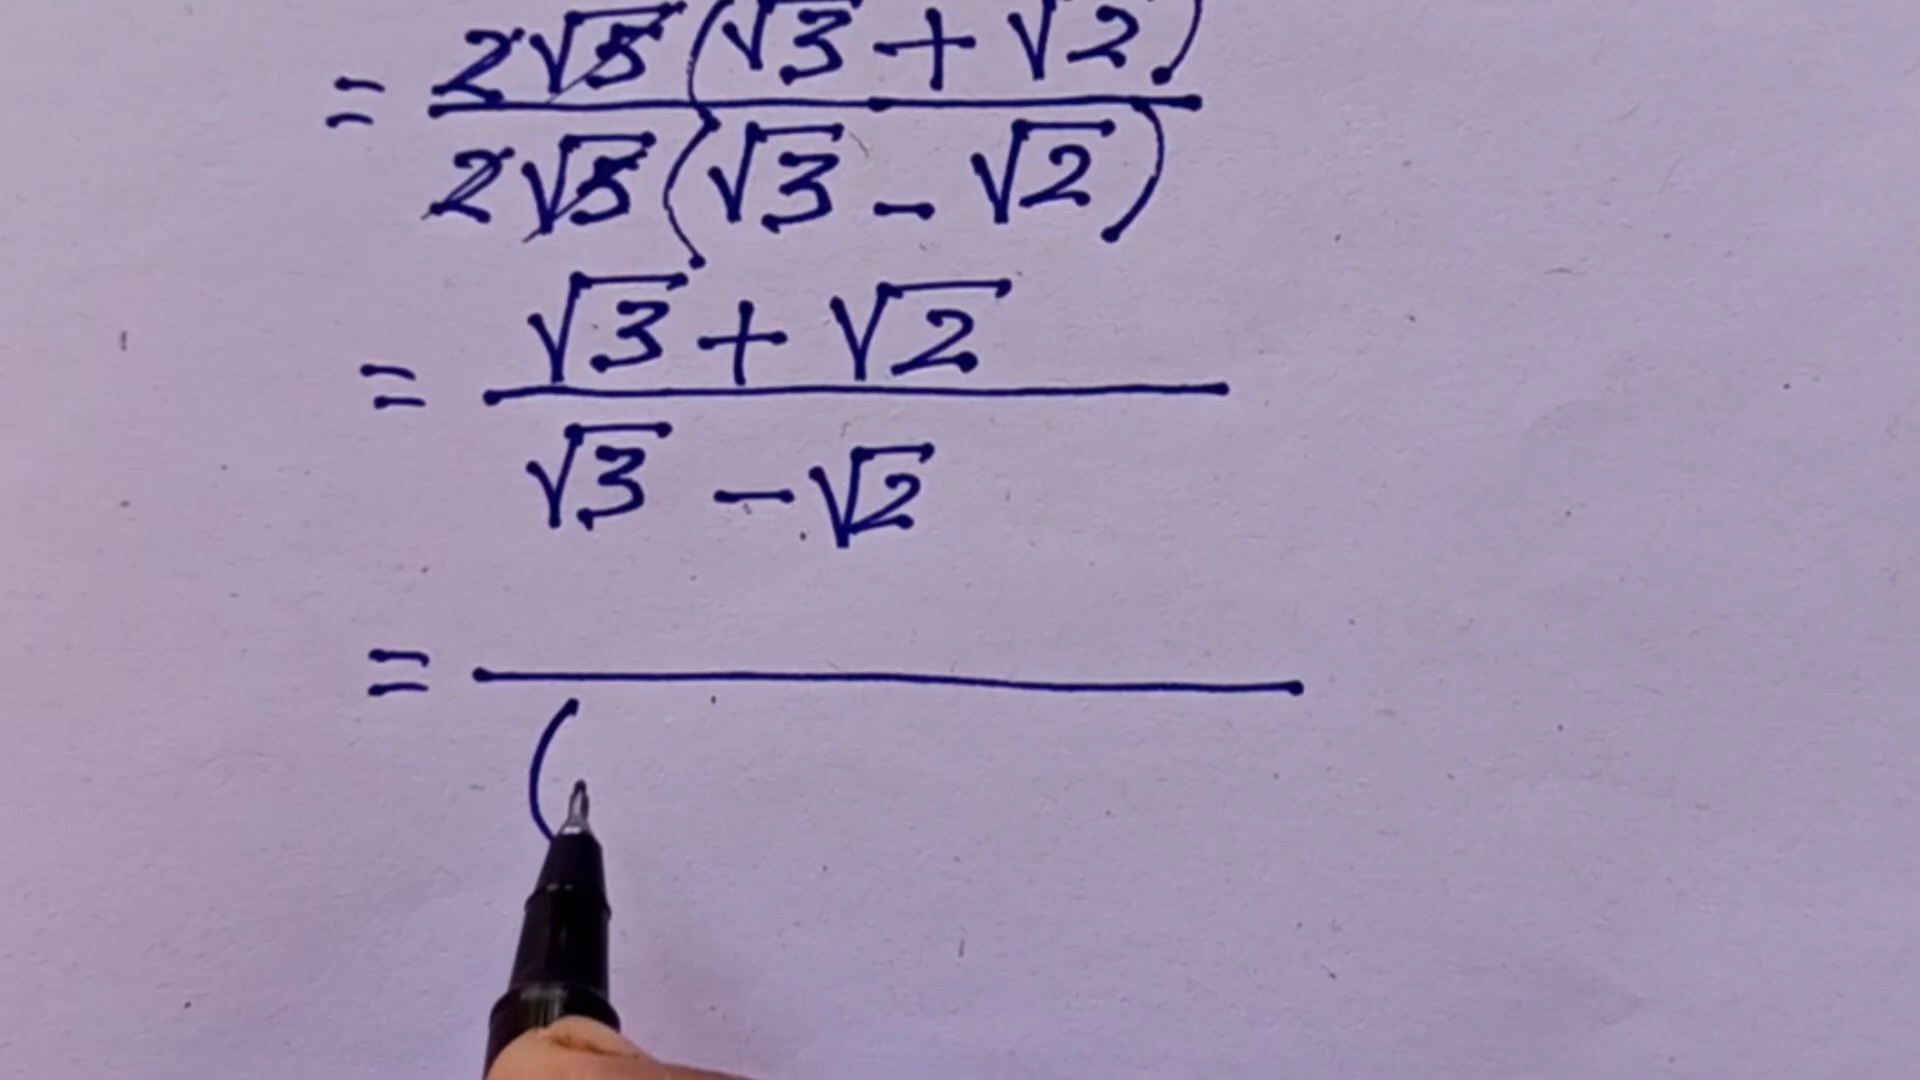 = 2√5(√3 + √2)
2√5(√3 - √2)
= √3 + √2
√3 - √2
=
(